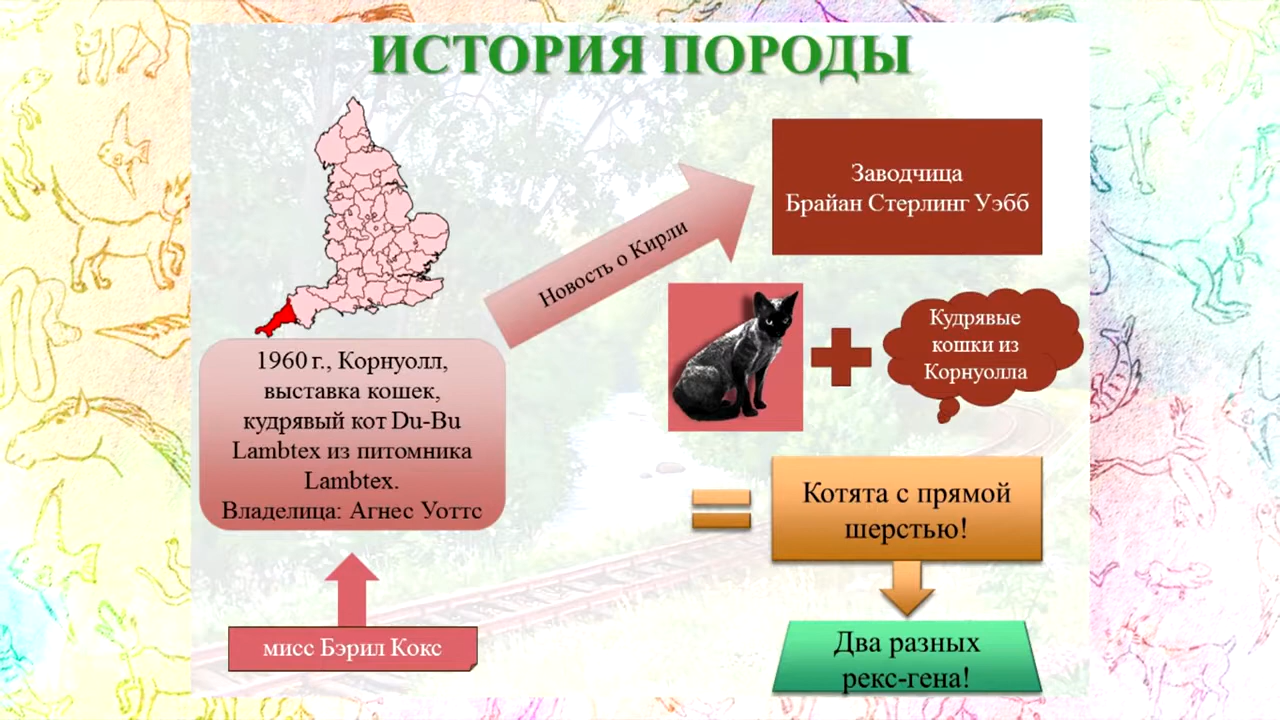 ИСТОРИЯ ПОРОДЫ
Заводчица
Брайан Стерлинг Уэбб
Новость о Кирли
Кудрявые
кошки из
Корнуолла
1960 г., Корнуолл,
выставка кошек,
кудрявый кот Du-Bu
Lambtex из питомника
Lambtex.
Владелица: Агнес Уоттс
Котята с прямой
шерстью!
мисс Бэрил Кокс
Два разных
рекс-гена!